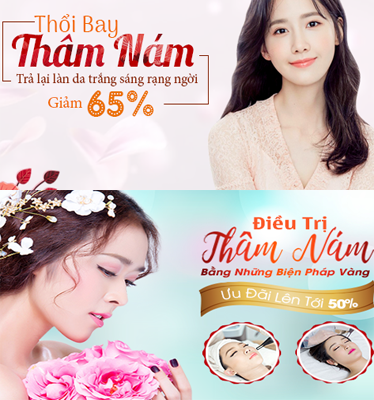 Thổi Bay
Thâm Nám
Trả lại làn da trắng sáng rạng ngời
Giảm 65%
Điều Trị
Thâm Nám
Bằng Những Biện Pháp Vàng
Ưu Đãi Lên Tới 50%